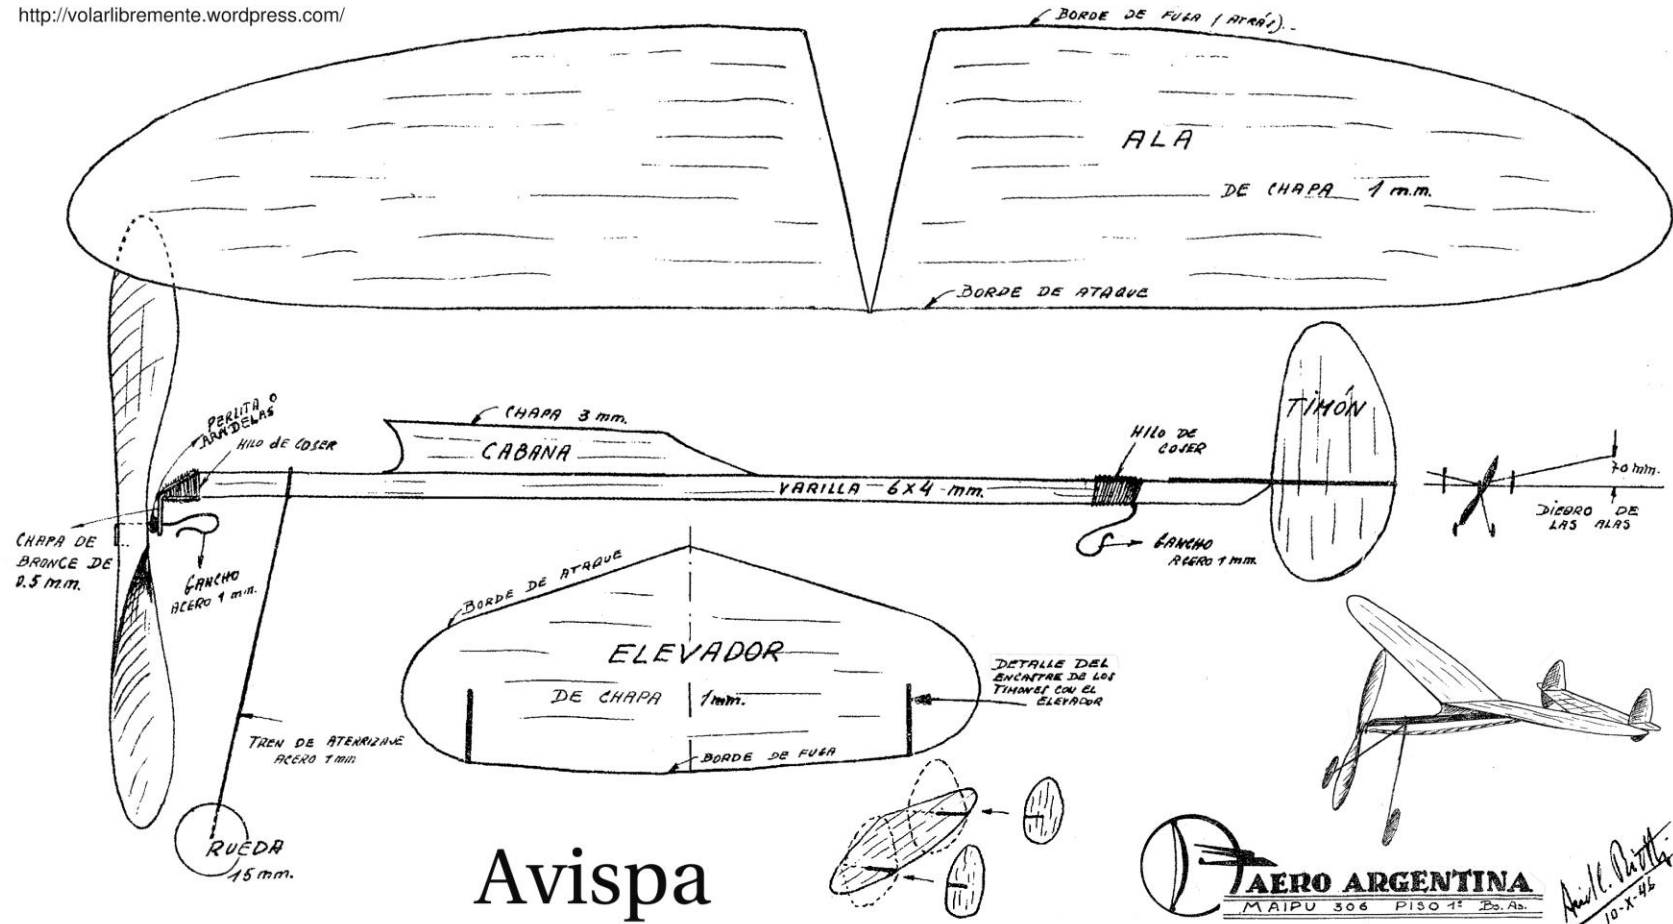 http://volarlibremente.wordpress.com/
BORDE DE FUGA (ATRÁS).
ALA
DE CHAPA 1 m.m.
BORDE DE ATAQUE
PERLITA O
ARANDELAS
HILO de COSER
CHAPA 3 mm.
CABANA
VARILLA 6X4 mm.
HILO DE
COSER
TIMÓN
70 mm.
DIEDRO DE
LAS ALAS
CHAPA DE
BRONCE DE
0.5 m.m.
GANCHO
ACERO 1 mm.
GANCHO
ACERO 1 mm.
BORDE DE ATAQUE
ELEVADOR
DE CHAPA 1mm.
BORDE DE FUGA
DETALLE DEL
ENCASTRE DE LOS
TIMONES CON EL
ELEVADOR
TREN DE ATERRIZAJE
ACERO 1 mm
RUEDA
15 mm.
Avispa
AERO ARGENTINA
MAIPU 306 PISO 1º Bs. As.
10-X-46